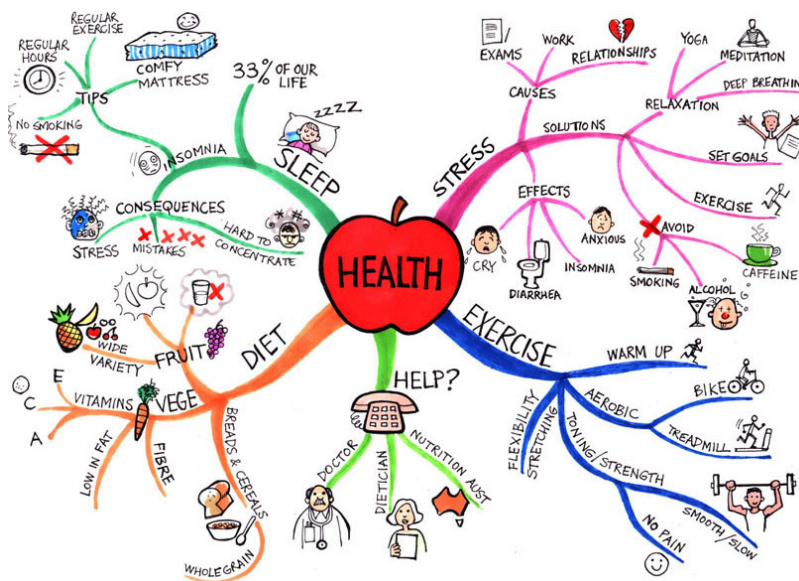 HEALTH
SLEEP
33% OF OUR
LIFE
ZZZZ
INSOMNIA
TIPS
REGULAR
EXERCISE
REGULAR
HOURS
COMFY
MATTRESS
NO SMOKING
CONSEQUENCES
STRESS
MISTAKES
HARD TO
CONCENTRATE
STRESS
CAUSES
EXAMS
WORK
RELATIONSHIPS
SOLUTIONS
RELAXATION
YOGA
MEDITATION
DEEP BREATHING
SET GOALS
EXERCISE
AVOID
SMOKING
ALCOHOL
CAFFEINE
EFFECTS
CRY
DIARRHEA
INSOMNIA
ANXIOUS
DIET
FRUIT
WIDE
VARIETY
VEGE
VITAMINS
E
C
A
LOW IN FAT
FIBRE
BREADS & CEREALS
WHOLEGRAIN
HELP?
DOCTOR
DIETICIAN
NUTRITION AUST
EXERCISE
WARM UP
AEROBIC
BIKE
TREADMILL
FLEXIBILITY
STRETCHING
TONING/STRENGTH
NO PAIN
SMOOTH/SLOW